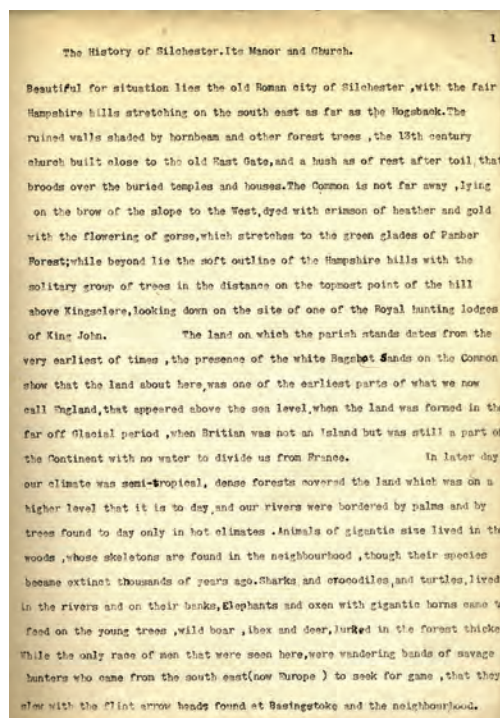 1
The History of Silchester.Its Manor and Church.
Beautiful for situation lies the old Roman city of Silchester ,with the fair
Hampshire hills stretching on the south east as far as the Hogsback.The
ruined walls shaded by hornbeam and other forest trees ,the 13th century
church built close to the old East Gate,and a hush as of rest after toil,that
broods over the buried temples and houses.The Common is not far away ,lying
on the brow of the slope to the West,dyed with crimson of heather and gold
with the flowering of gorse,which stretches to the green glades of Pamber
Forest;while beyond lie the soft outline of the Hampshire hills with the
solitary group of trees in the distance on the topmost point of the hill
above Kingsclere,looking down on the site of one of the Royal hunting lodges
of King John. The land on which the parish stands dates from the
very earliest of times ,the presence of the white Bagshot Sands on the Common
show that the land about here,was one of the earliest parts of what we now
call England,that appeared above the sea level,when the land was formed in the
far off Glacial period ,when Britian was not an Island but was still a part of
the Continent with no water to divide us from France. In later day
our climate was semi-tropical, dense forests covered the land which was on a
higher level that it is to day,and our rivers were bordered by palms and by
trees found to day only in hot climates .Animals of gigantic size lived in the
woods ,whose skeletons are found in the neighbourhood ,though their species
became extinct thousands of years ago.Sharks and crocodiles,and turtles,lived
in the rivers and on their banks,Elephants and oxen with gigantic horns came t
feed on the young trees ,wild boar ,ibex and deer,lurked in the forest thicke
While the only race of men that were seen here,were wandering bands of savage
hunters who came from the south east(now Europe ) to seek for game ,that they
slew with the flint arrow heads found at Basingstoke and the neighbourhood.